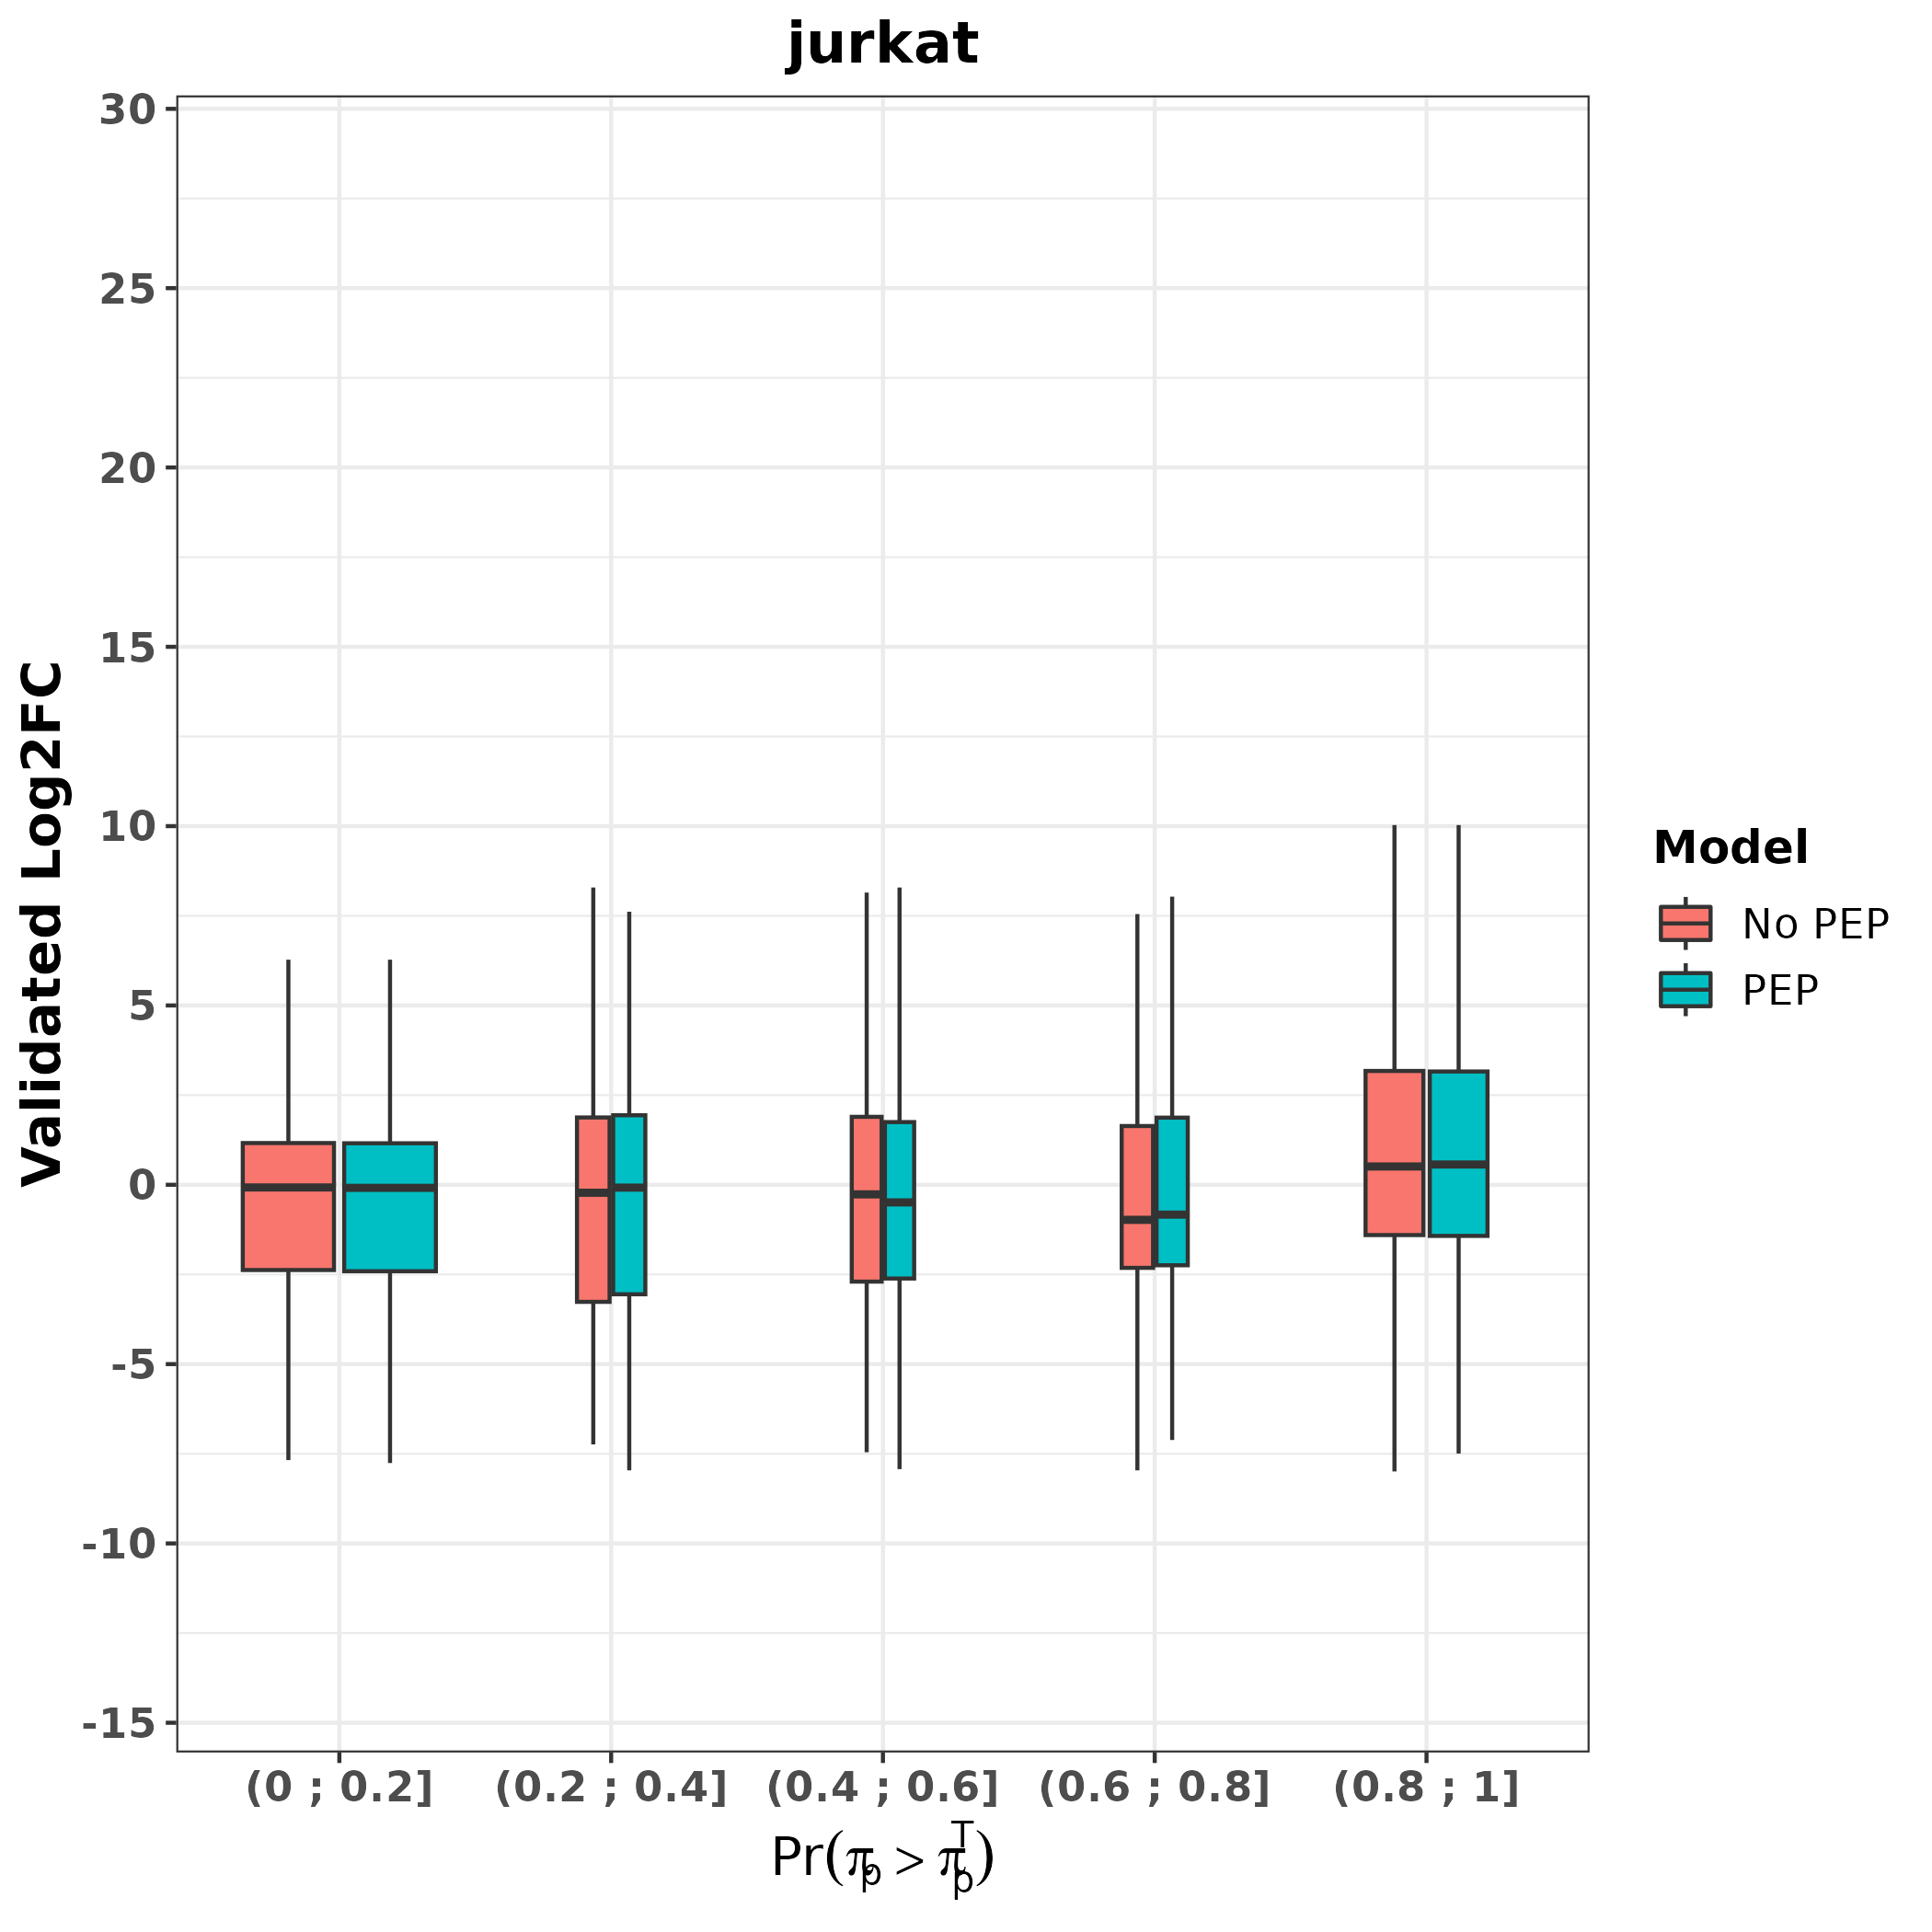 jurkat
Validated Log2FC
30
25
20
15
10
5
0
-5
-10
-15
(0 ; 0.2] (0.2 ; 0.4] (0.4 ; 0.6] (0.6 ; 0.8] (0.8 ; 1]
Pr(π_p > π_p^T)
Model
No PEP
PEP